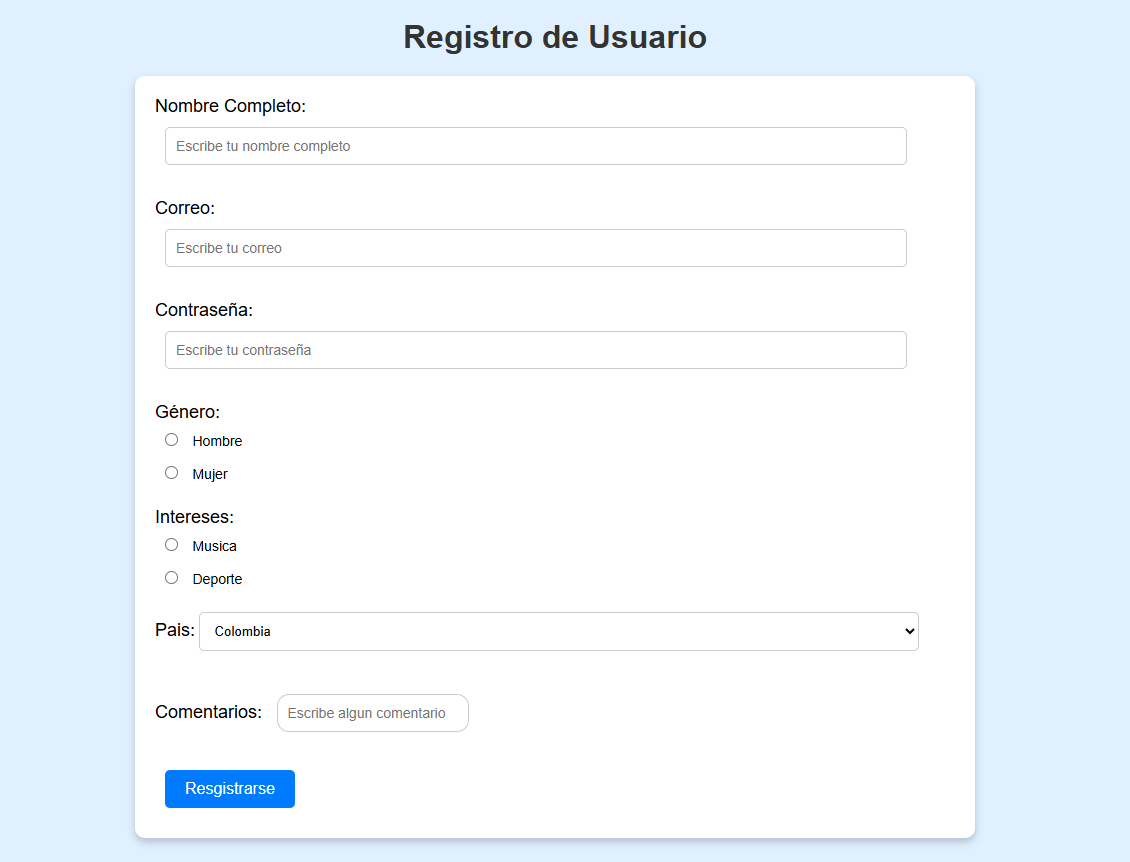 Registro de Usuario
Nombre Completo:
Escribe tu nombre completo
Correo:
Escribe tu correo
Contraseña:
Escribe tu contraseña
Género:
Hombre
Mujer
Intereses:
Musica
Deporte
Pais: Colombia
Comentarios: Escribe algun comentario
Resgistrarse